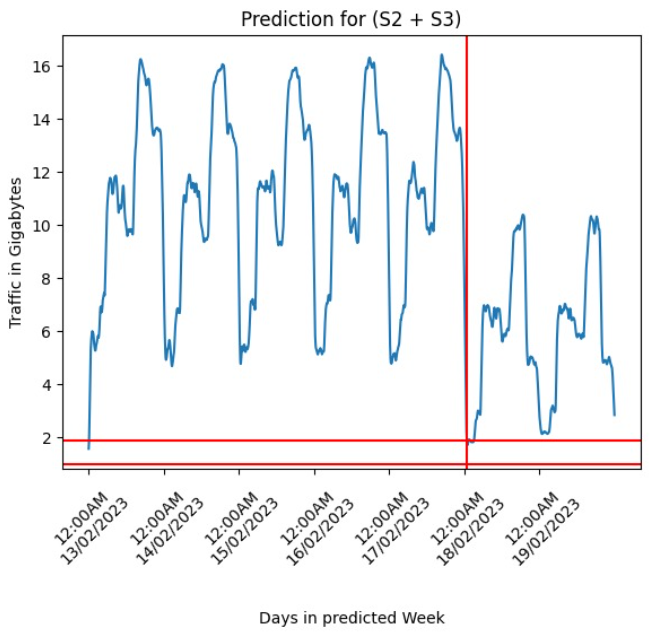 Prediction for (S2 + S3)
Traffic in Gigabytes
16
14
12
10
8
6
4
2
12:00AM
13/02/2023
12:00AM
14/02/2023
12:00AM
15/02/2023
12:00AM
16/02/2023
12:00AM
17/02/2023
12:00AM
18/02/2023
12:00AM
19/02/2023
Days in predicted Week